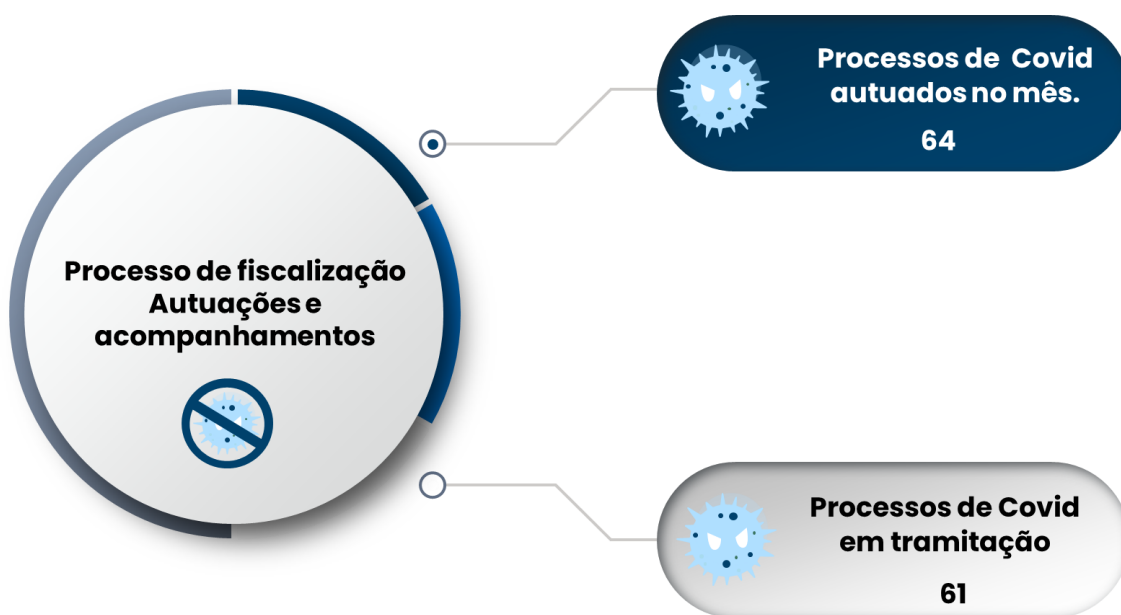 Processos de Covid
autuados no mês.
64
Processo de fiscalização
Autuações e
acompanhamentos
Processos de Covid
em tramitação
61